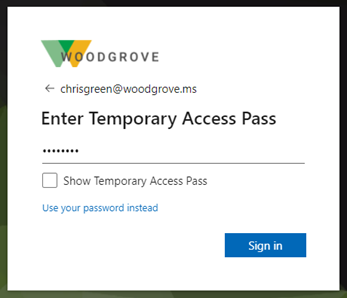 WOODGROVE
← chrisgreen@woodgrove.ms
Enter Temporary Access Pass
••••••••
Show Temporary Access Pass
Use your password instead
Sign in